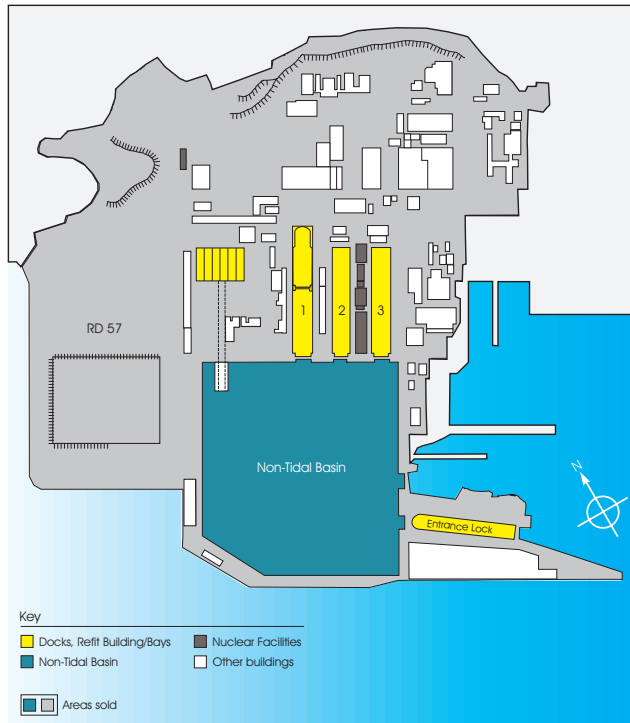 RD 57
1
2
3
Non-Tidal Basin
Entrance Lock
N
Key
Docks, Refit Building/Bays
Nuclear Facilities
Non-Tidal Basin
Other buildings
Areas sold